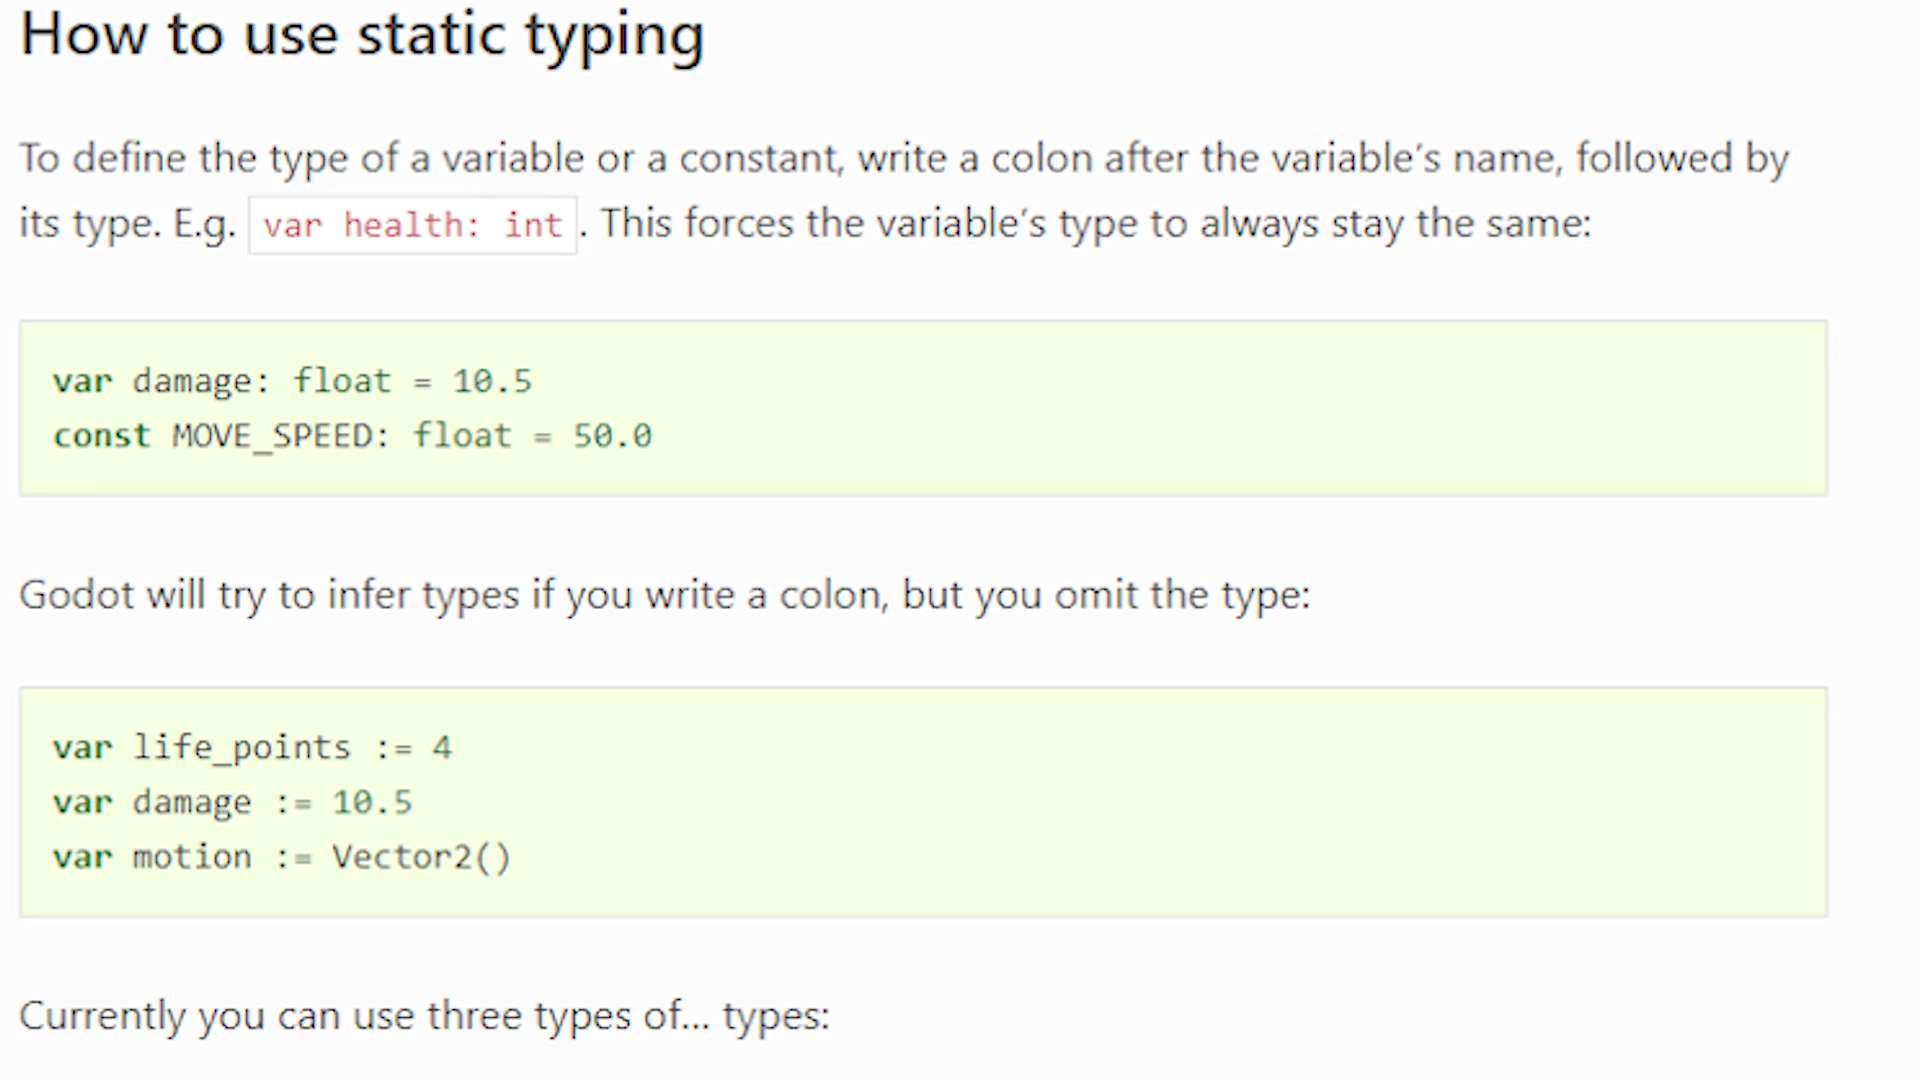 How to use static typing
To define the type of a variable or a constant, write a colon after the variable’s name, followed by
its type. E.g. var health: int . This forces the variable’s type to always stay the same:
var damage: float = 10.5
const MOVE_SPEED: float = 50.0
Godot will try to infer types if you write a colon, but you omit the type:
var life_points := 4
var damage := 10.5
var motion := Vector2()
Currently you can use three types of… types: